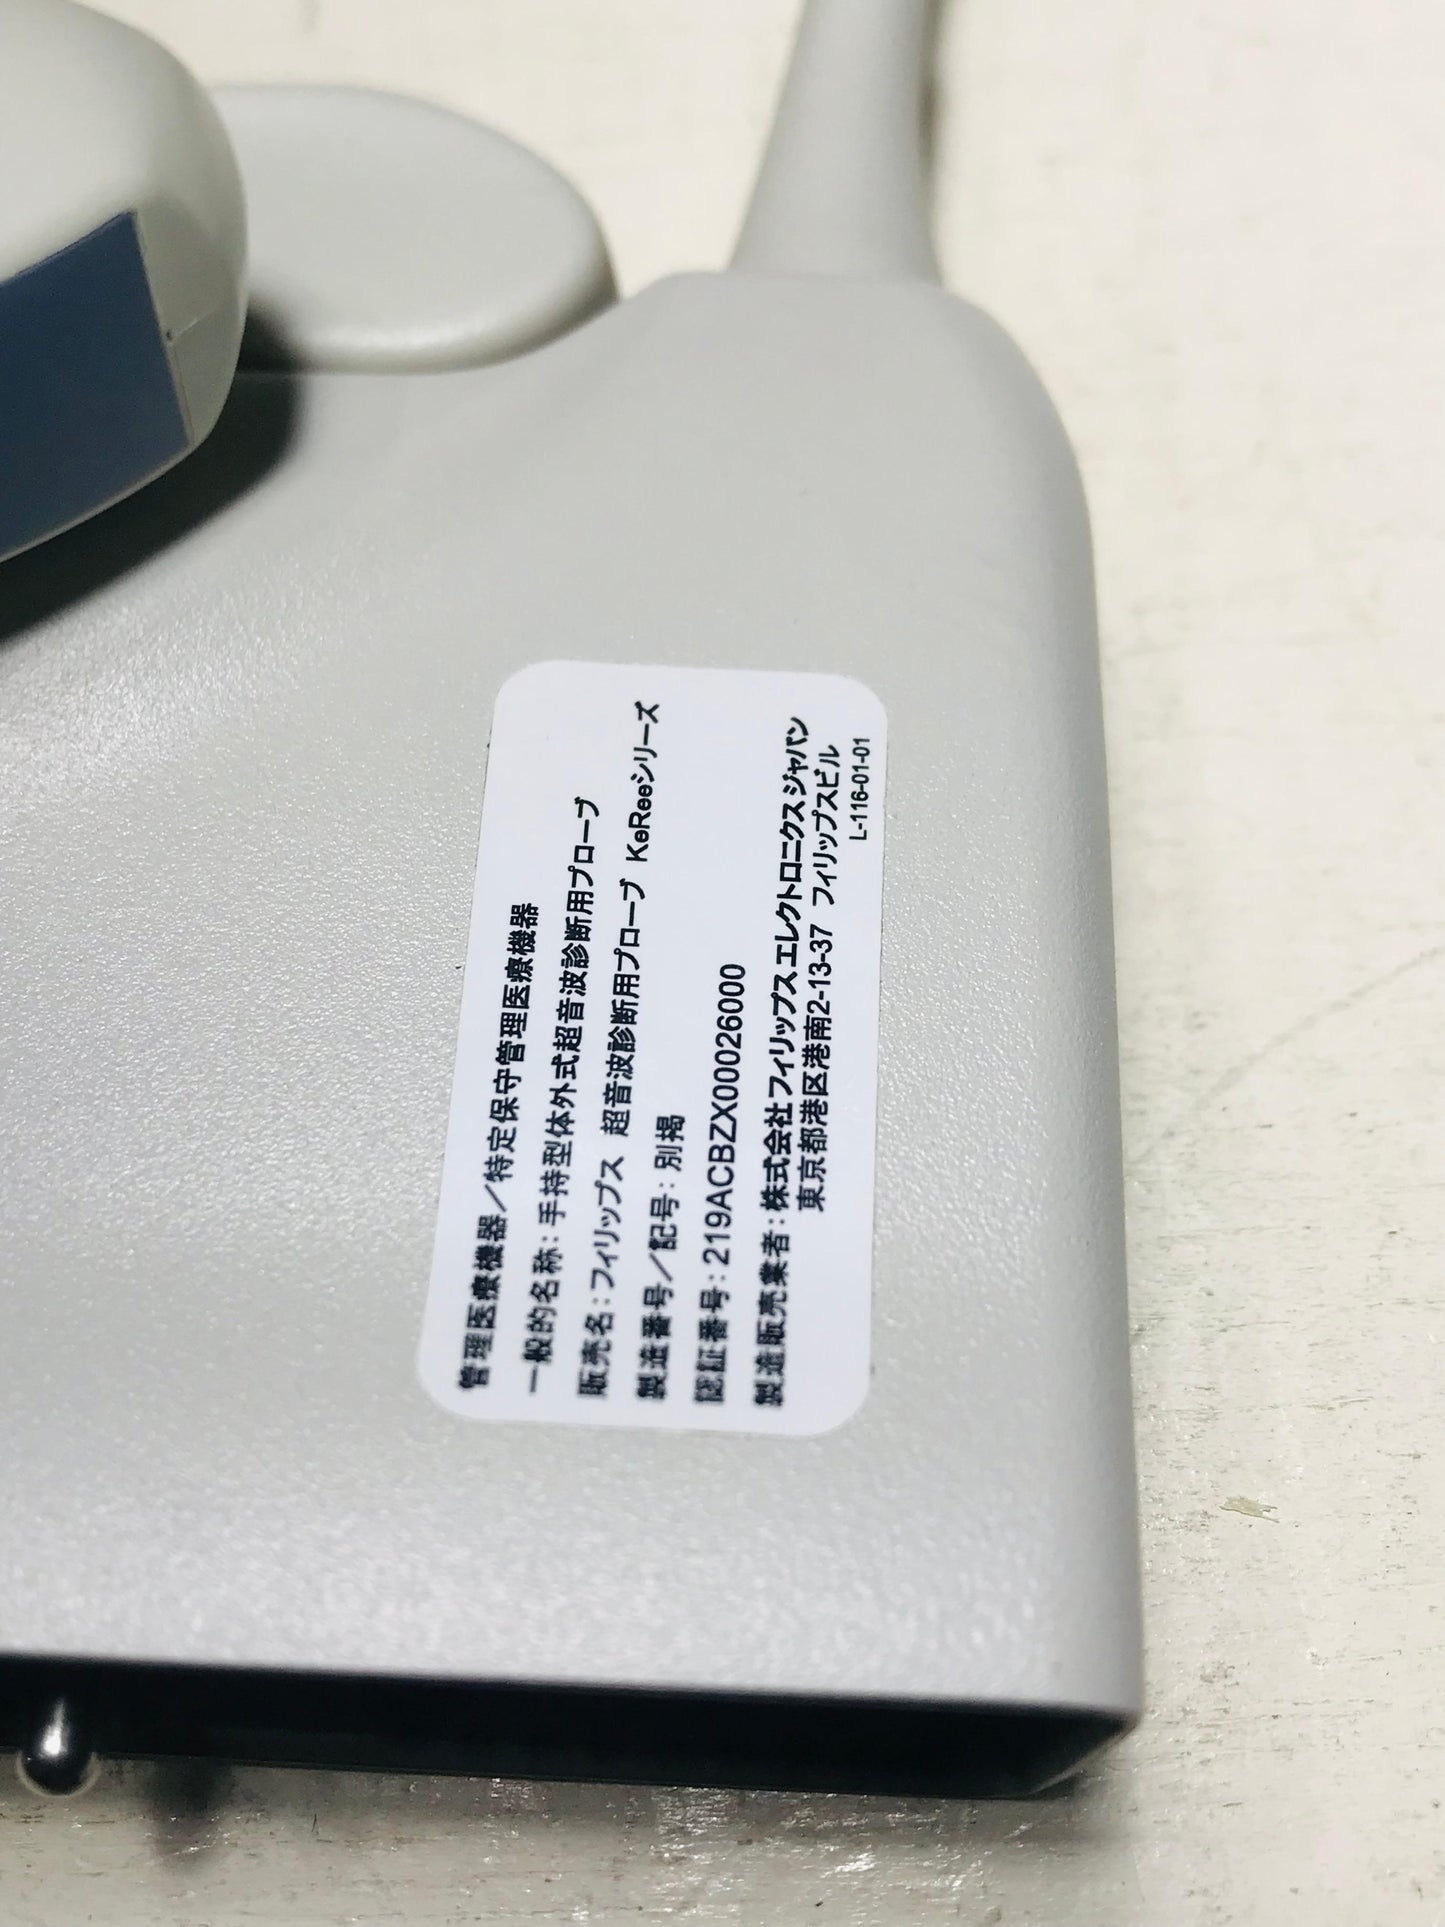 管理医療機器／特定保守管理医療機器
一般的名称：手持型体外式超音波診断用プローブ
販売名：フィリップス 超音波診断用プローブ KeReeシリーズ
製造番号／記号：別掲
認証番号：219ACBZX00026000
製造販売業者：株式会社フィリップスエレクトロニクスジャパン
東京都港区港南2-13-37 フィリップスビル
L-116-01-01